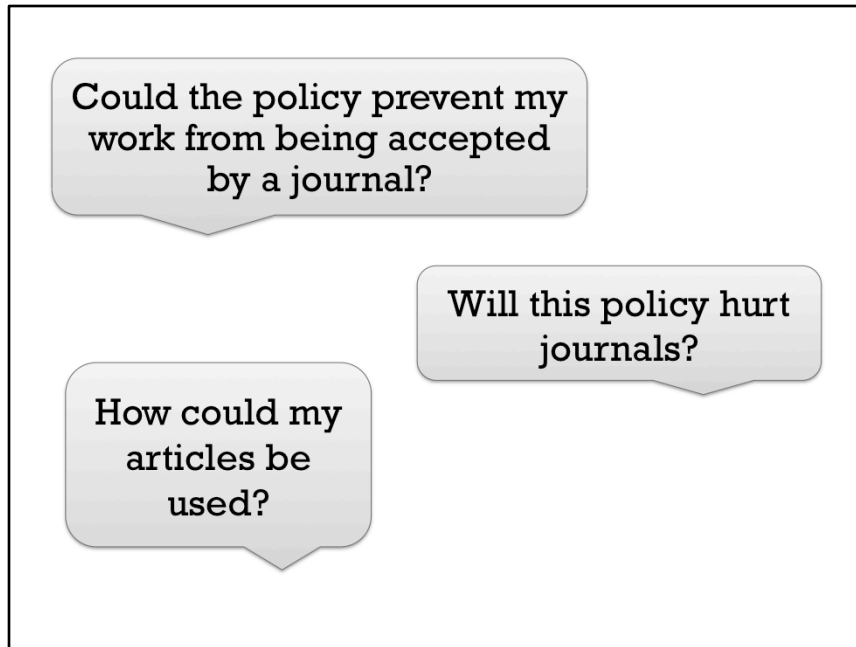 Could the policy prevent my
work from being accepted
by a journal?
Will this policy hurt
journals?
How could my
articles be
used?